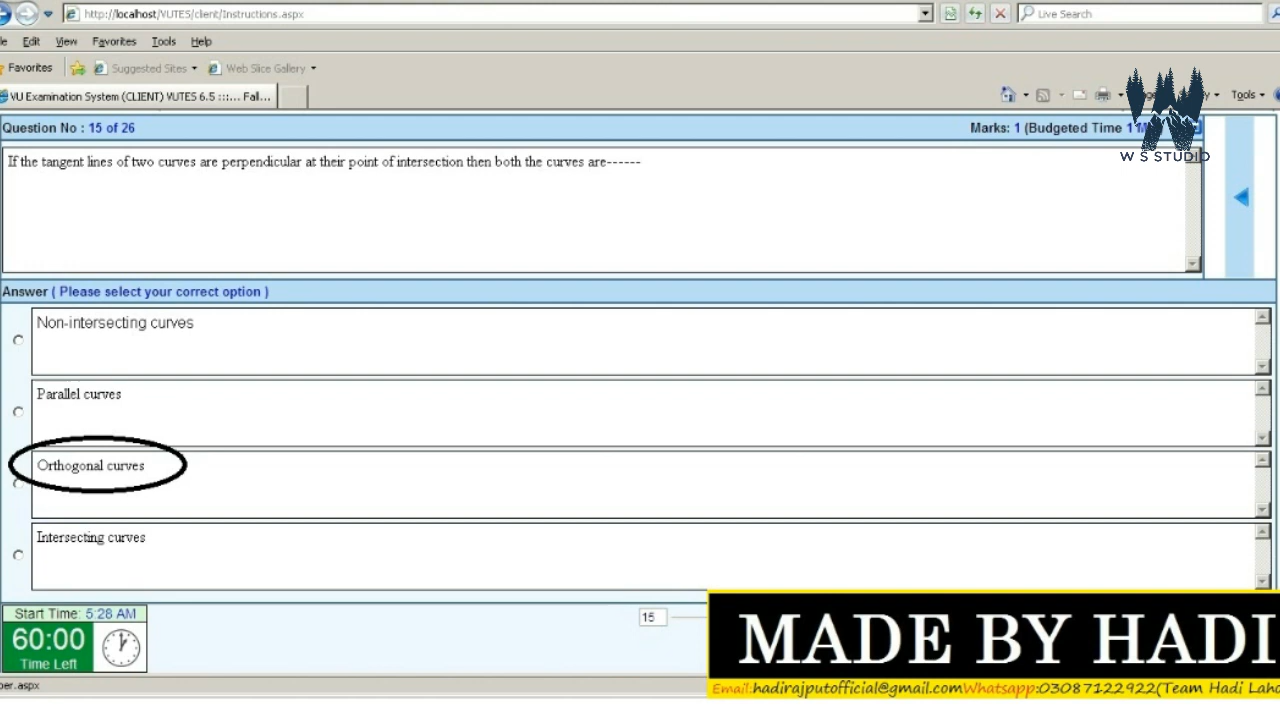 http://localhost/VUTES/client/Instructions.aspx
Live Search
Edit View Favorites Tools Help
Favorites Suggested Sites Web Slice Gallery
VU Examination System (CLIENT) VUTES 6.5 :::... Fall...
Tools
Question No : 15 of 26
Marks: 1 (Budgeted Time 1
W S STUDIO
If the tangent lines of two curves are perpendicular at their point of intersection then both the curves are------
Answer ( Please select your correct option )
Non-intersecting curves
Parallel curves
Orthogonal curves
Intersecting curves
Start Time: 5:28 AM
60:00
Time Left
15
MADE BY HADI
Email:hadirajputofficial@gmail.comWhatsapp:03087122922(Team Hadi Laho
per.aspx